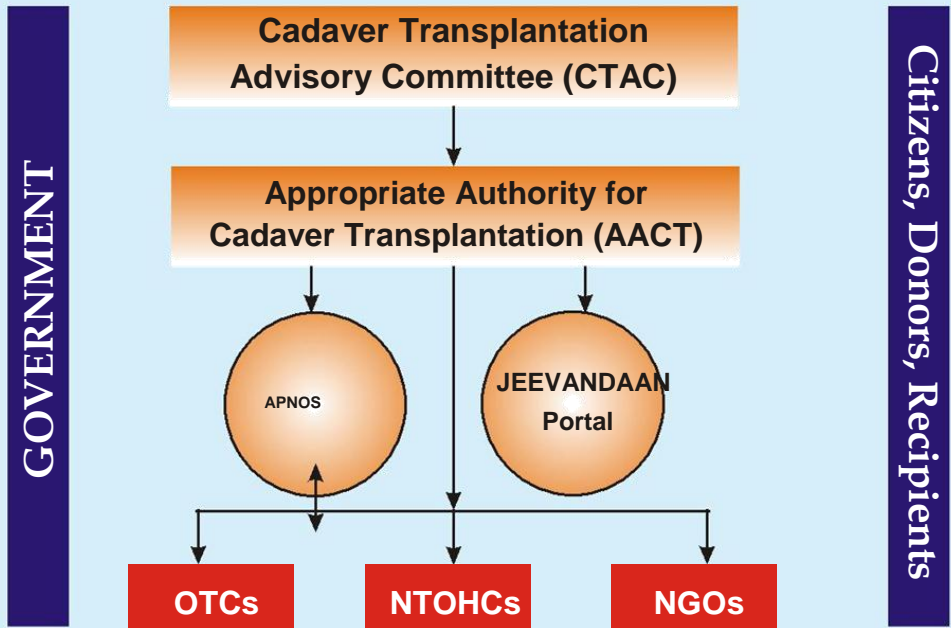 GOVERNMENT
Cadaver Transplantation
Advisory Committee (CTAC)
Appropriate Authority for
Cadaver Transplantation (AACT)
APNOS
JEEVANDAAN
Portal
OTCs
NTOHCs
NGOs
Citizens, Donors, Recipients